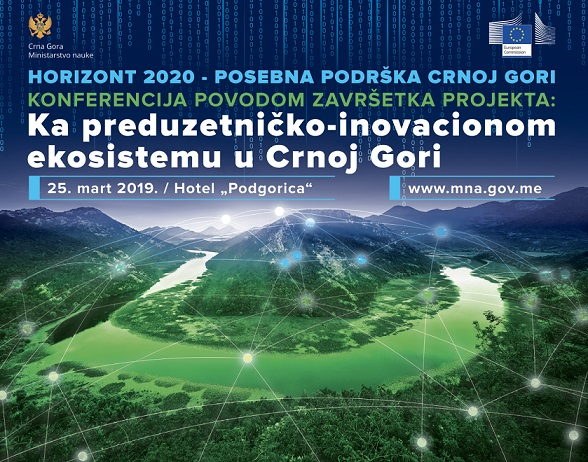 Crna Gora
Ministarstvo nauke
European
Commission
HORIZONT 2020 - POSEBNA PODRŠKA CRNOJ GORI
KONFERENCIJA POVODOM ZAVRŠETKA PROJEKTA:
Ka preduzetničko-inovacionom
ekosistemu u Crnoj Gori
25. mart 2019. / Hotel „Podgorica“
www.mna.gov.me